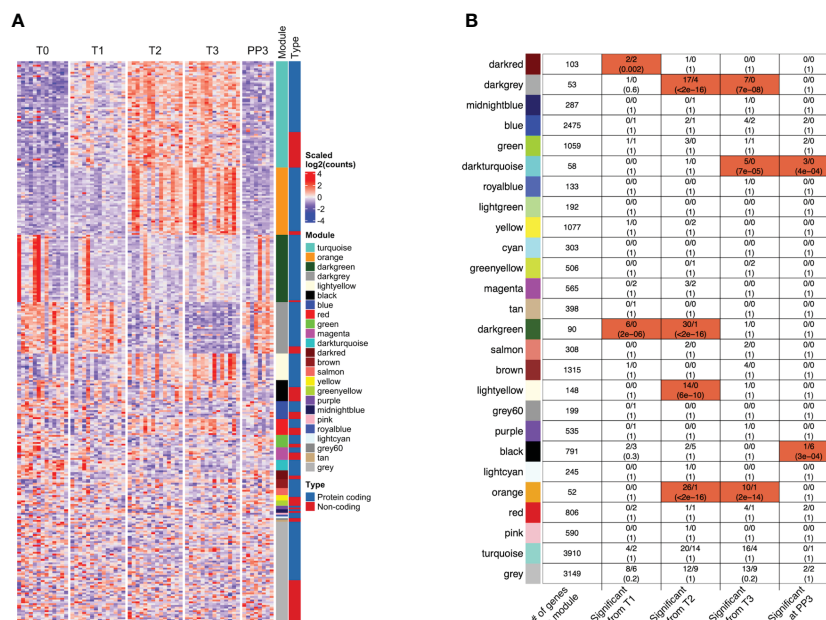 A
T0 T1 T2 T3 PP3 Module Type
Scaled
log2(counts)
4
2
0
-2
-4
Module
turquoise
orange
darkgreen
darkgrey
lightyellow
black
blue
red
green
magenta
darkturquoise
darkred
brown
salmon
yellow
greenyellow
purple
midnightblue
pink
royalblue
lightcyan
grey60
tan
grey
Type
Protein coding
Non-coding
B
darkred 103 2/2 (0.002) 1/0 (1) 0/0 (1) 0/0 (1)
darkgrey 53 1/0 (0.6) 17/4 (<2e-16) 7/0 (7e-08) 0/0 (1)
midnightblue 287 0/0 (1) 0/1 (1) 1/0 (1) 0/0 (1)
blue 2475 0/1 (1) 2/1 (1) 4/2 (1) 2/0 (1)
green 1059 1/1 (1) 3/0 (1) 1/1 (1) 2/0 (1)
darkturquoise 58 0/0 (1) 1/0 (1) 5/0 (7e-05) 3/0 (4e-04)
royalblue 133 0/0 (1) 0/0 (1) 1/0 (1) 0/0 (1)
lightgreen 192 0/0 (1) 0/0 (1) 0/0 (1) 0/0 (1)
yellow 1077 1/0 (1) 0/2 (1) 0/0 (1) 0/0 (1)
cyan 303 0/0 (1) 0/0 (1) 0/0 (1) 0/0 (1)
greenyellow 506 0/0 (1) 0/1 (1) 0/2 (1) 0/0 (1)
magenta 565 0/2 (1) 3/2 (1) 0/0 (1) 0/0 (1)
tan 398 0/1 (1) 0/0 (1) 0/0 (1) 0/0 (1)
darkgreen 90 6/0 (2e-06) 30/1 (<2e-16) 1/0 (1) 0/0 (1)
salmon 308 0/0 (1) 2/0 (1) 2/0 (1) 0/0 (1)
brown 1315 1/0 (1) 0/0 (1) 4/0 (1) 0/0 (1)
lightyellow 148 0/0 (1) 14/0 (6e-10) 1/0 (1) 0/0 (1)
grey60 199 0/1 (1) 0/0 (1) 0/0 (1) 0/0 (1)
purple 535 0/1 (1) 0/0 (1) 1/0 (1) 0/0 (1)
black 791 2/3 (0.3) 2/5 (1) 0/0 (1) 1/6 (3e-04)
lightcyan 245 0/0 (1) 1/0 (1) 0/0 (1) 0/0 (1)
orange 52 0/0 (1) 26/1 (<2e-16) 10/1 (2e-14) 0/0 (1)
red 806 0/2 (1) 1/1 (1) 4/1 (1) 2/0 (1)
pink 590 0/0 (1) 1/0 (1) 0/0 (1) 0/0 (1)
turquoise 3910 4/2 (1) 20/14 (1) 16/4 (1) 0/1 (1)
grey 3149 8/6 (0.2) 12/9 (1) 13/9 (0.2) 2/2 (1)
# of genes
module
Significant
from T1
Significant
from T2
Significant
from T3
Significant
at PP3